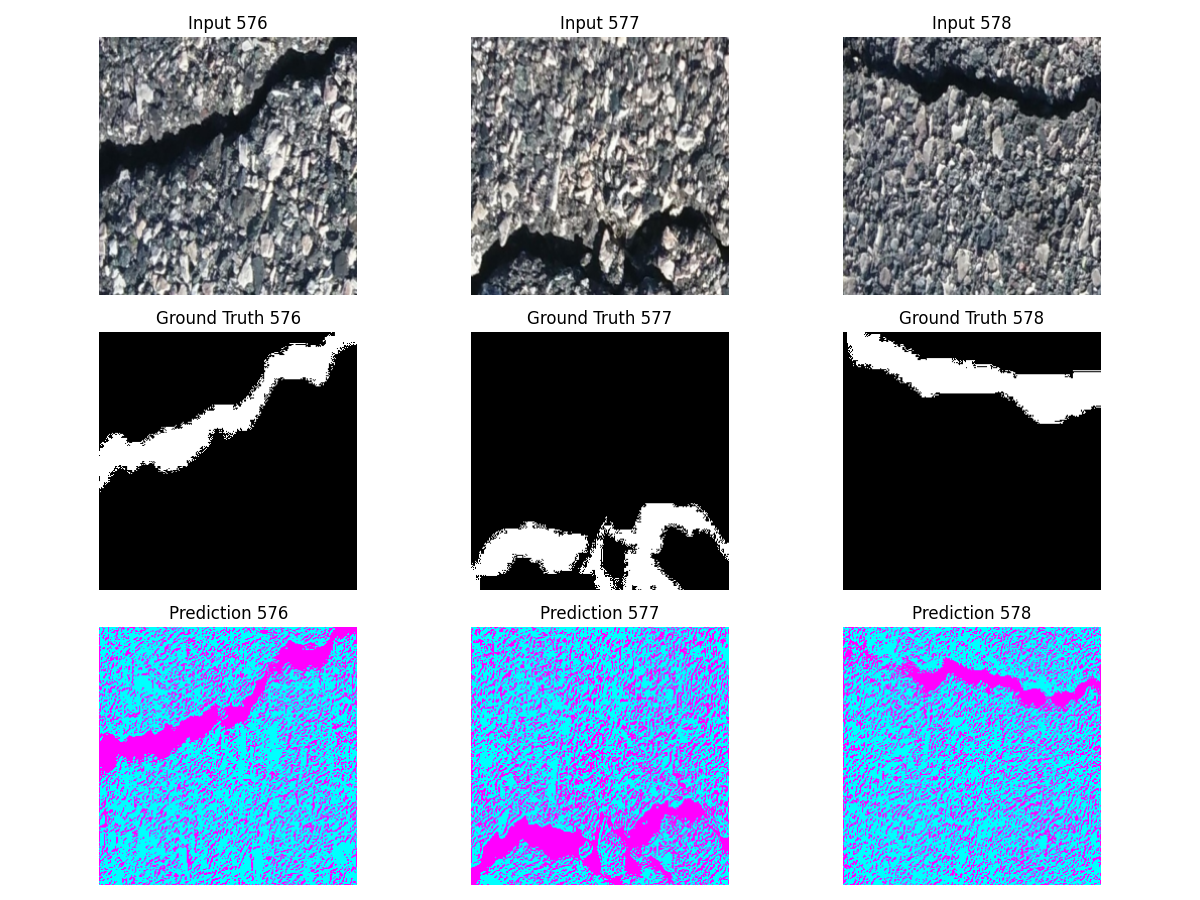 Input 576
Input 577
Input 578
Ground Truth 576
Ground Truth 577
Ground Truth 578
Prediction 576
Prediction 577
Prediction 578